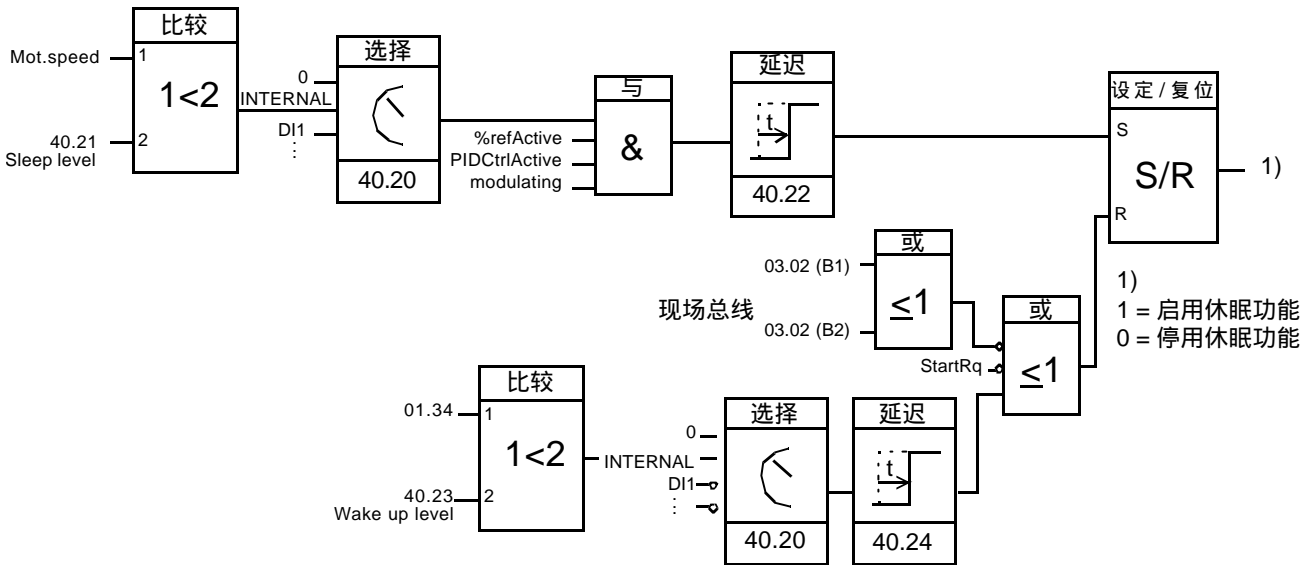 比较
Mot.speed
1
1<2
40.21
Sleep level
2
选择
0
INTERNAL
DI1
⋮
40.20
与
%refActive
PIDCtrlActive
modulating
&
延迟
t
40.22
设定/复位
S
S/R
R
1)
或
03.02 (B1)
现场总线
03.02 (B2)
≤1
或
StartRq
≤1
1)
1 = 启用休眠功能
0 = 停用休眠功能
比较
01.34
1
1<2
40.23
Wake up level
2
选择
0
INTERNAL
DI1
⋮
40.20
延迟
t
40.24